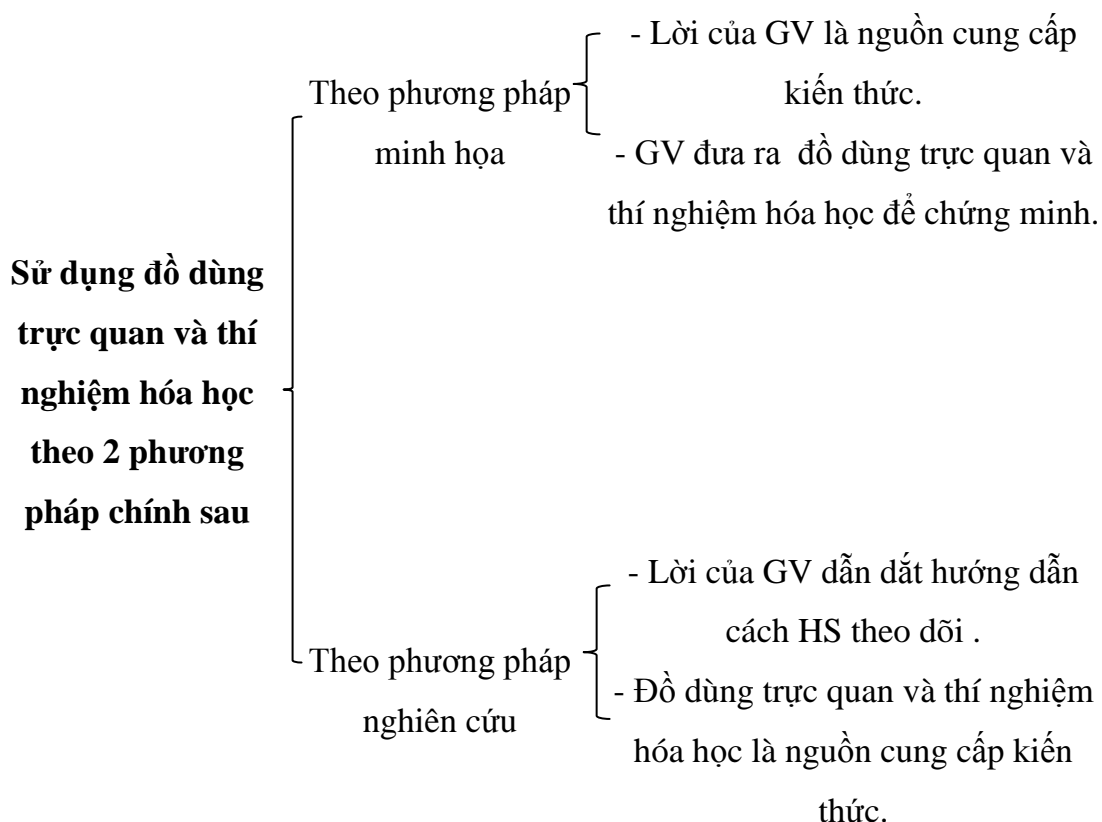 Sử dụng đồ dùng
trực quan và thí
nghiệm hóa học
theo 2 phương
pháp chính sau
Theo phương pháp
minh họa
- Lời của GV là nguồn cung cấp
kiến thức.
- GV đưa ra đồ dùng trực quan và
thí nghiệm hóa học để chứng minh.
Theo phương pháp
nghiên cứu
- Lời của GV dẫn dắt hướng dẫn
cách HS theo dõi .
- Đồ dùng trực quan và thí nghiệm
hóa học là nguồn cung cấp kiến
thức.